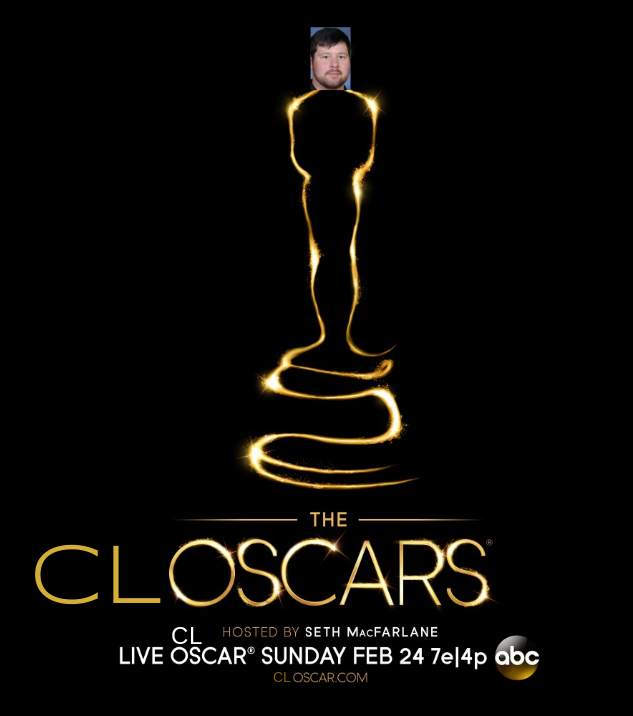 THE
CLOSCARS®
HOSTED BY SETH MACFARLANE
CL
LIVE OSCAR® SUNDAY FEB 24 7e|4p abc
CLOSCAR.COM